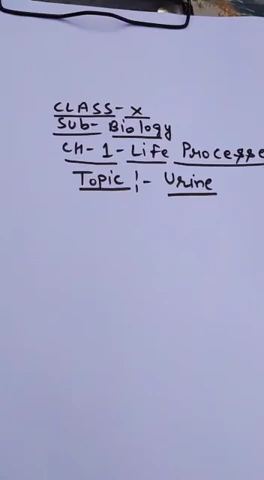 CLASS- X
Sub- Biology
CH- 1 - Life Processes
Topic :- Urine